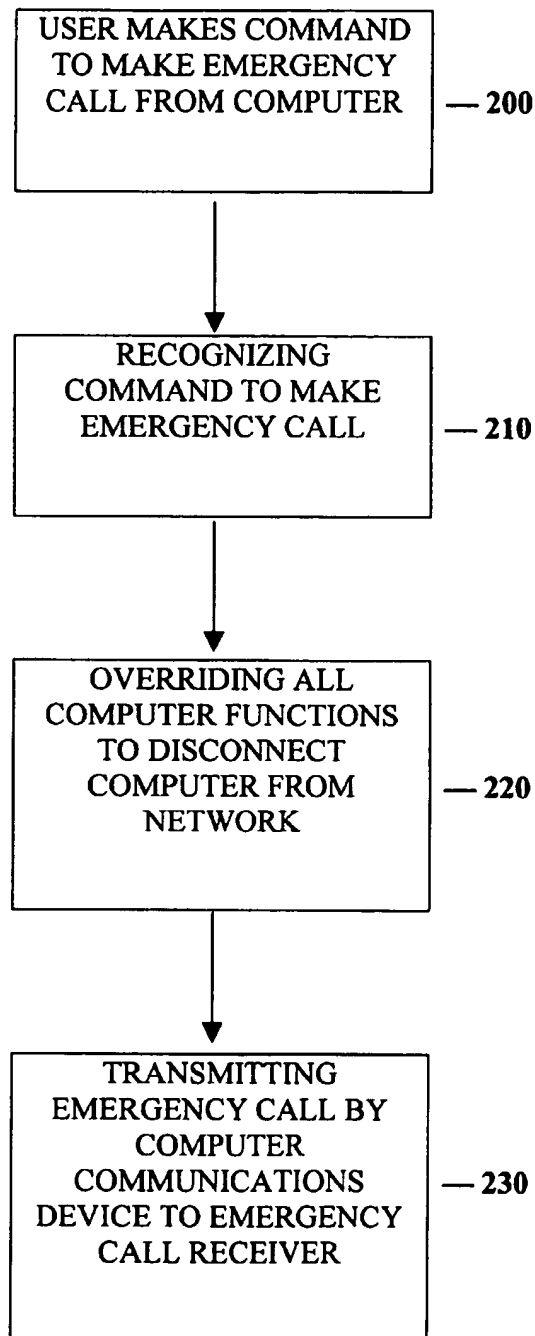 USER MAKES COMMAND
TO MAKE EMERGENCY
CALL FROM COMPUTER
— 200
RECOGNIZING
COMMAND TO MAKE
EMERGENCY CALL
— 210
OVERRIDING ALL
COMPUTER FUNCTIONS
TO DISCONNECT
COMPUTER FROM
NETWORK
— 220
TRANSMITTING
EMERGENCY CALL BY
COMPUTER
COMMUNICATIONS
DEVICE TO EMERGENCY
CALL RECEIVER
— 230